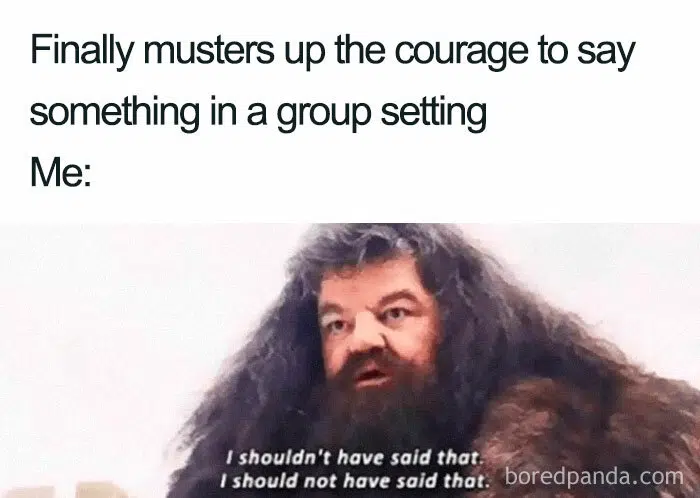 Finally musters up the courage to say
something in a group setting
Me:
I shouldn't have said that.
I should not have said that.
boredpanda.com